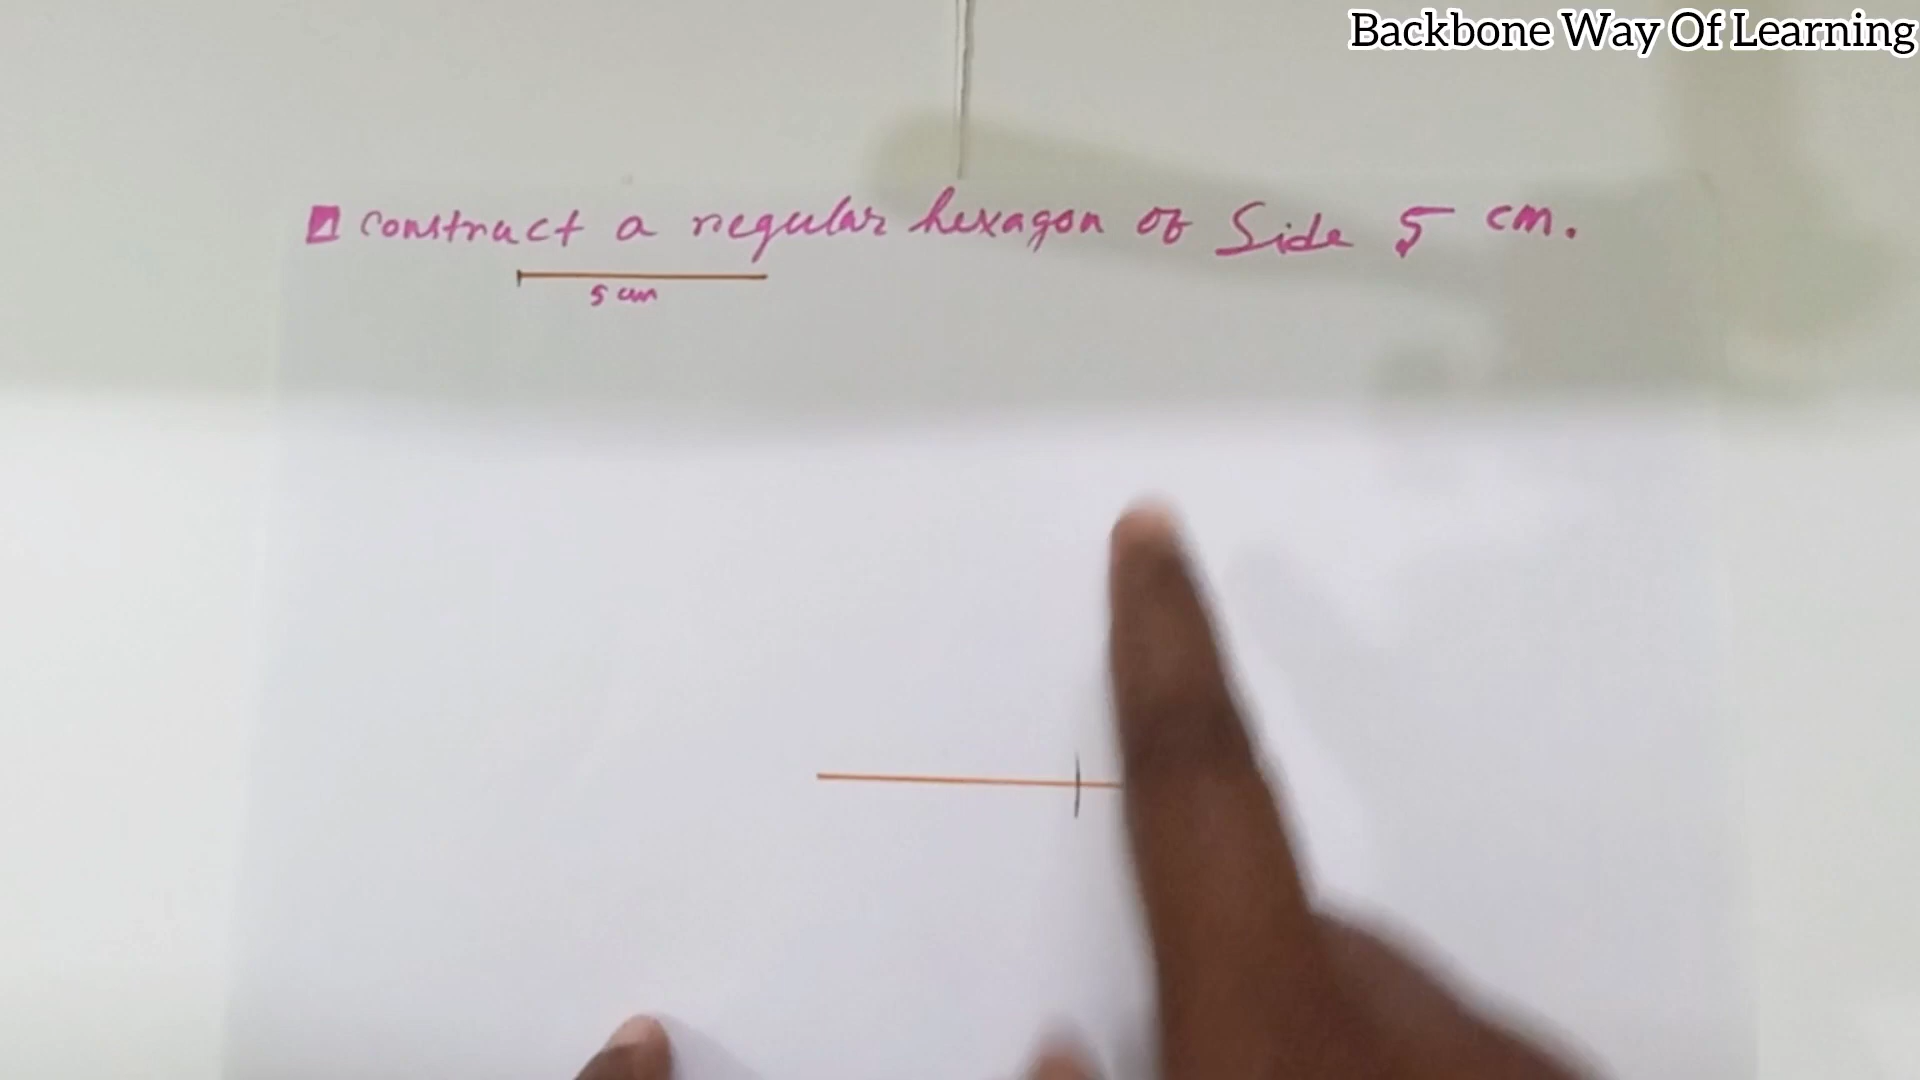 Backbone Way Of Learning
construct a regular hexagon of Side 5 cm.
5 cm